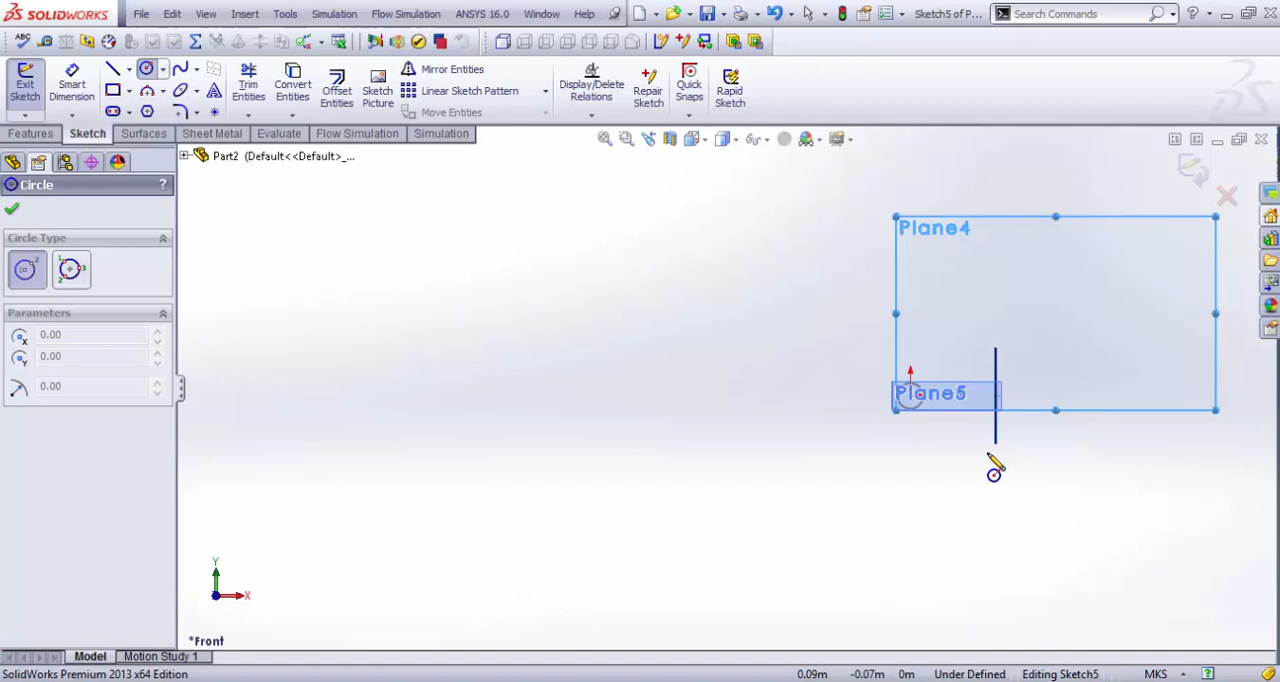 SOLIDWORKS File Edit View Insert Tools Simulation Flow Simulation ANSYS 16.0 Window Help Sketch5 of P... Search Commands ?
ABC
Exit Sketch Smart Dimension Trim Entities Convert Entities Offset Entities Sketch Picture Mirror Entities Linear Sketch Pattern Move Entities Display/Delete Relations Repair Sketch Quick Snaps Rapid Sketch
Features Sketch Surfaces Sheet Metal Evaluate Flow Simulation Simulation
Part2 (Default<<Default>_...
Circle ?
Circle Type
Parameters
0.00
0.00
0.00
Plane4
Plane5
Y
X
*Front
Model Motion Study 1
SolidWorks Premium 2013 x64 Edition 0.09m -0.07m 0m Under Defined Editing Sketch5 MKS ?